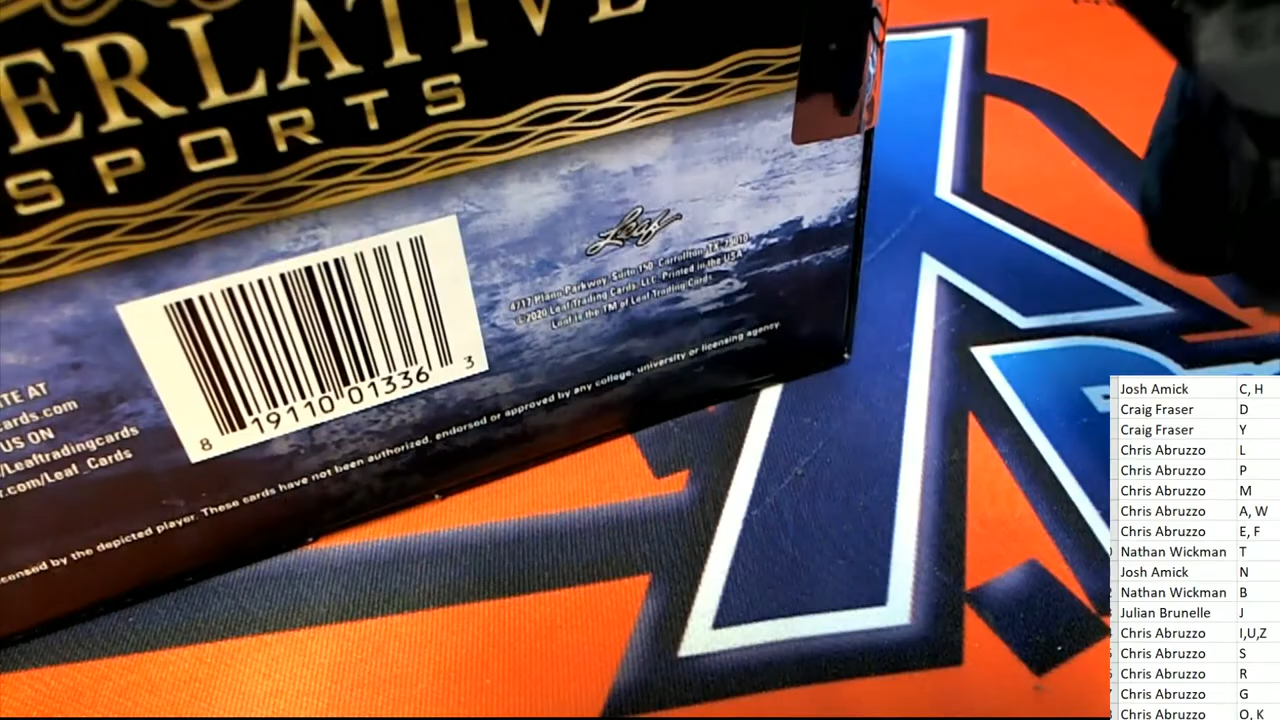 ERLATIVE
SPORTS
Leaf
4717 Plano Parkway, Suite 150, Carrollton, TX 75010
©2020 Leaf Trading Cards, LLC. Printed in the USA
Leaf is the TM of Leaf Trading Cards
8 19110 01336 3
TE AT
cards.com
US ON
/Leaftradingcards
r.com/Leaf_Cards
censed by the depicted player. These cards have not been authorized, endorsed or approved by any college, university or licensing agency.
Josh Amick C, H
Craig Fraser D
Craig Fraser Y
Chris Abruzzo L
Chris Abruzzo P
Chris Abruzzo M
Chris Abruzzo A, W
Chris Abruzzo E, F
Nathan Wickman T
Josh Amick N
Nathan Wickman B
Julian Brunelle J
Chris Abruzzo I,U,Z
Chris Abruzzo S
Chris Abruzzo R
Chris Abruzzo G
Chris Abruzzo O, K